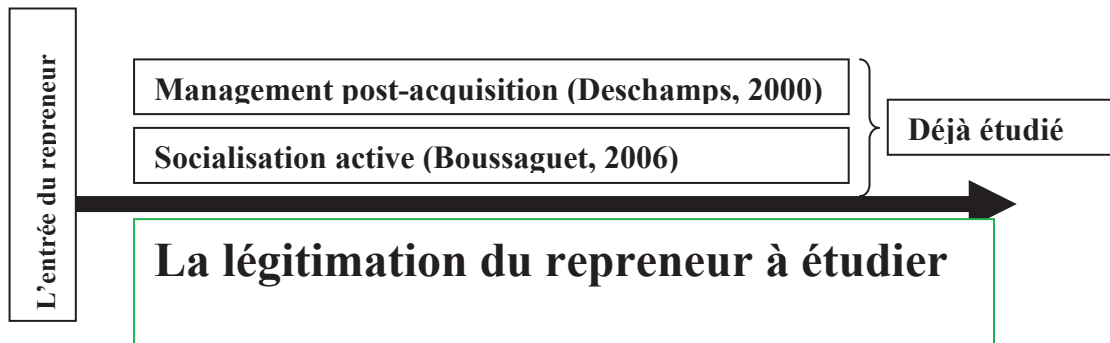 L'entrée du repreneur
Management post-acquisition (Deschamps, 2000)
Socialisation active (Boussaguet, 2006)
Déjà étudié
La légitimation du repreneur à étudier